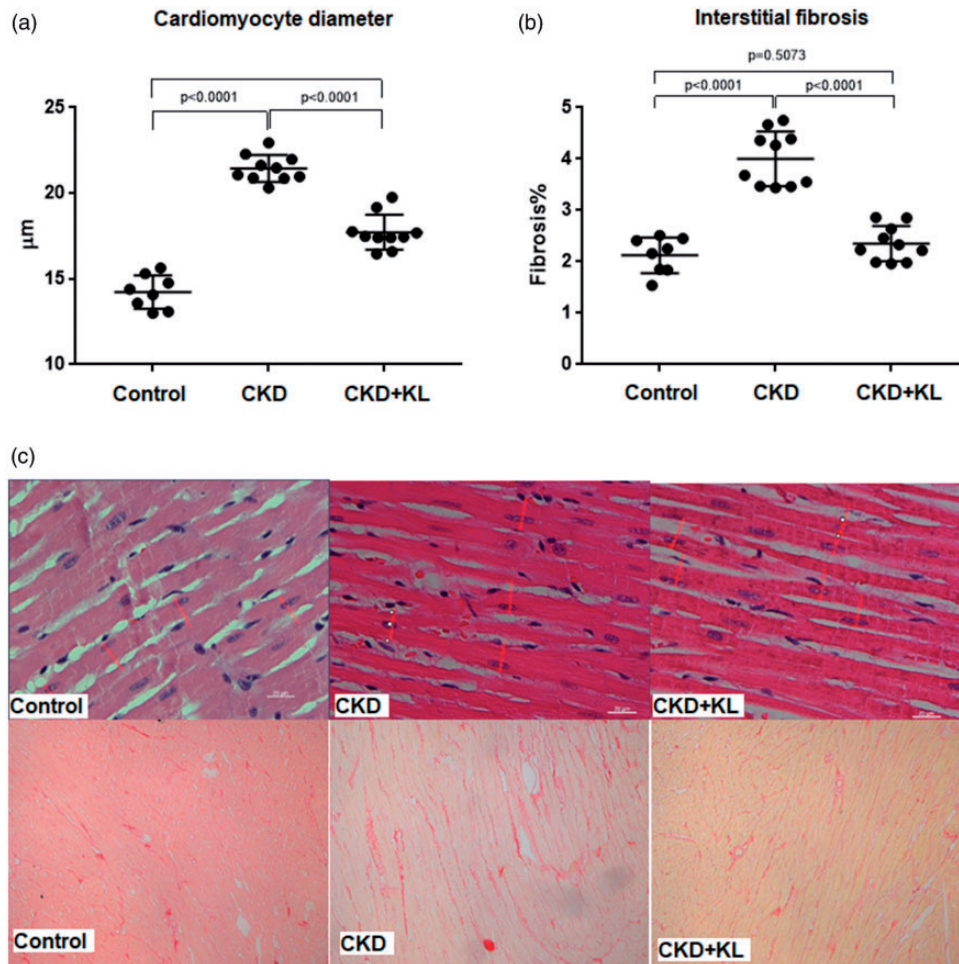 (a)
Cardiomyocyte diameter
p<0.0001
p<0.0001
25
20
15
10
μm
Control
CKD
CKD+KL
(b)
Interstitial fibrosis
p=0.5073
p<0.0001
p<0.0001
5
4
3
2
1
0
Fibrosis%
Control
CKD
CKD+KL
(c)
Control
CKD
CKD+KL
Control
CKD
CKD+KL